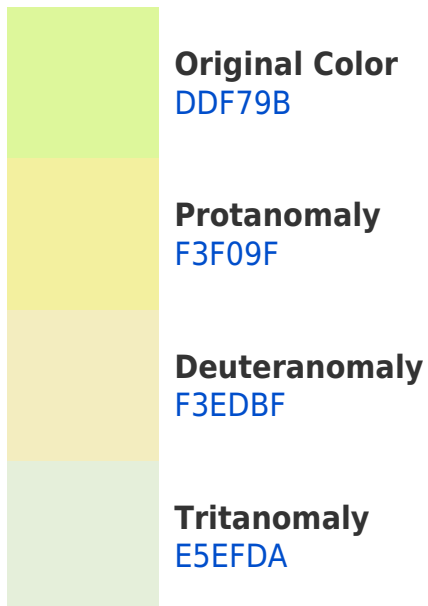 Original Color
DDF79B
Protanomaly
F3F09F
Deuteranomaly
F3EDBF
Tritanomaly
E5EFDA